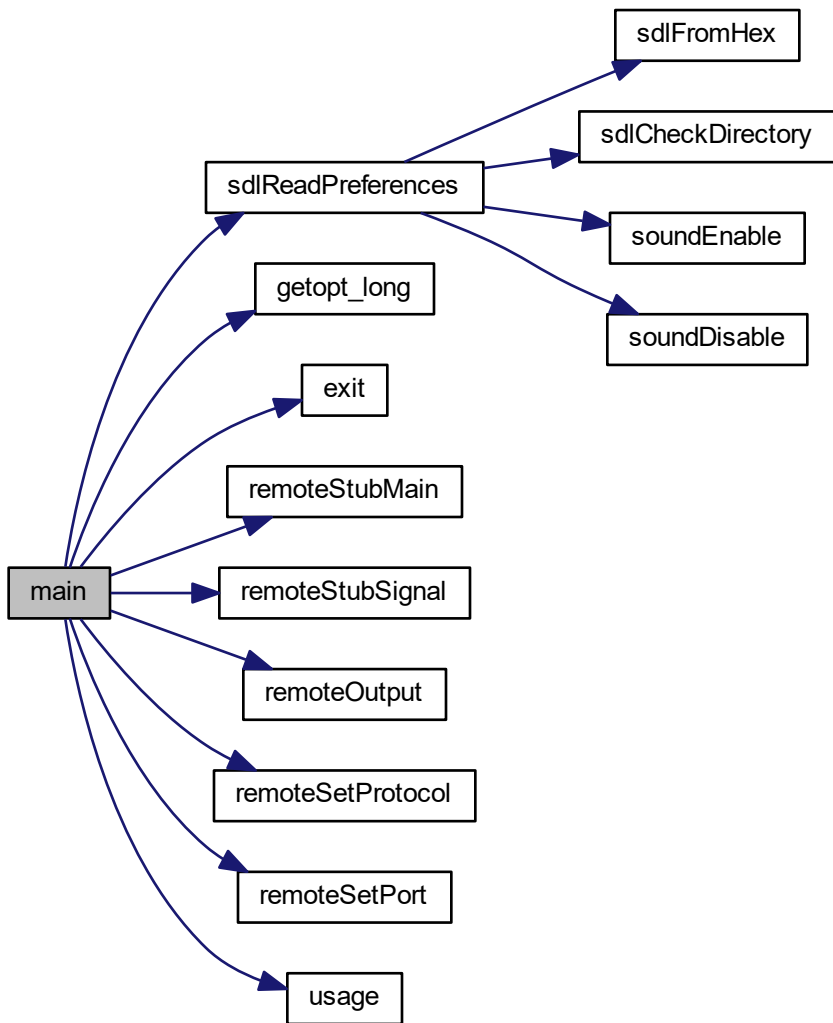 sdlFromHex
sdlCheckDirectory
sdlReadPreferences
soundEnable
getopt_long
soundDisable
exit
remoteStubMain
main
remoteStubSignal
remoteOutput
remoteSetProtocol
remoteSetPort
usage